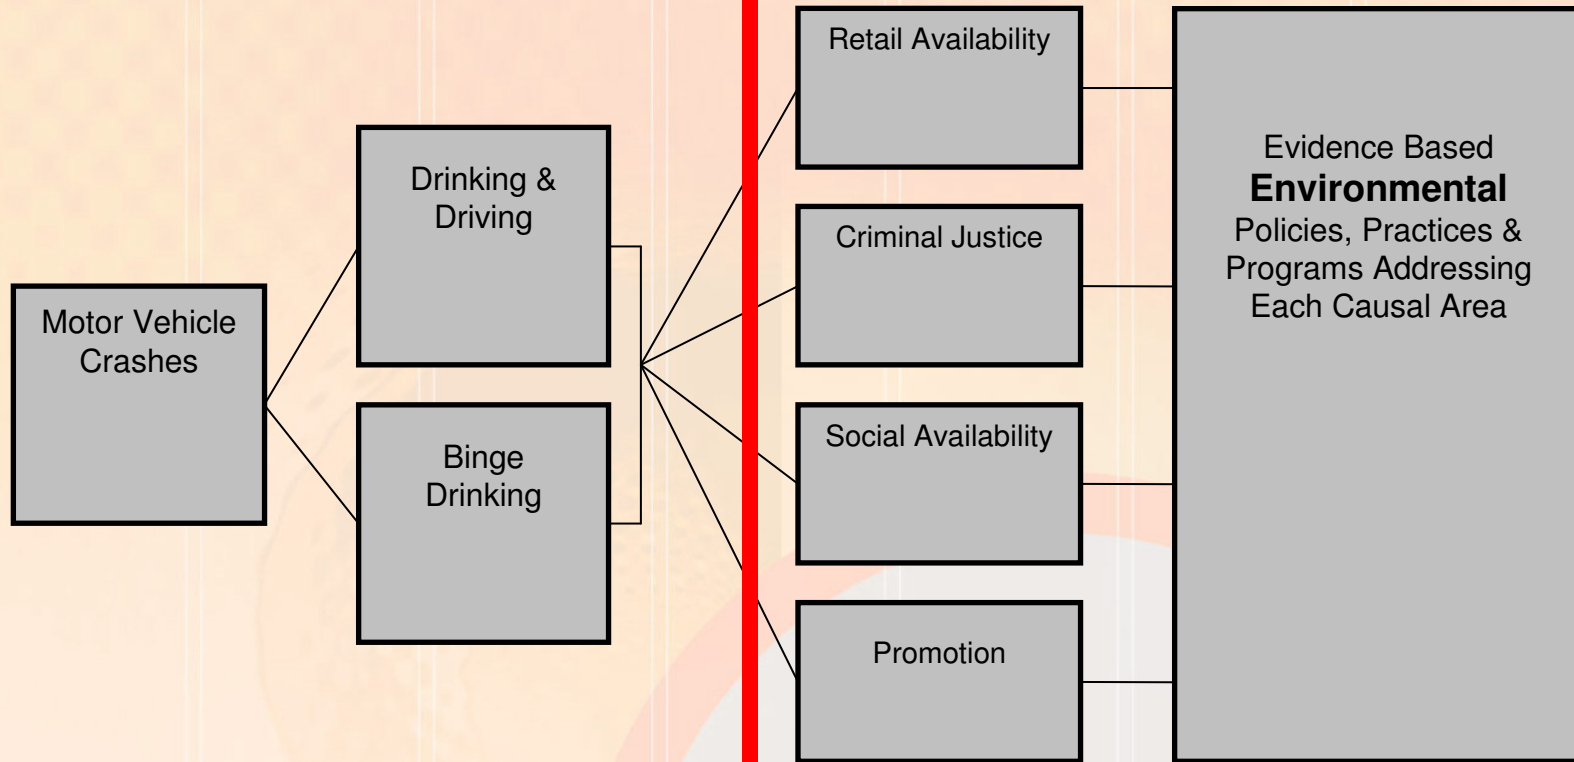 Motor Vehicle
Crashes
Drinking &
Driving
Binge
Drinking
Retail Availability
Criminal Justice
Social Availability
Promotion
Evidence Based
Environmental
Policies, Practices &
Programs Addressing
Each Causal Area